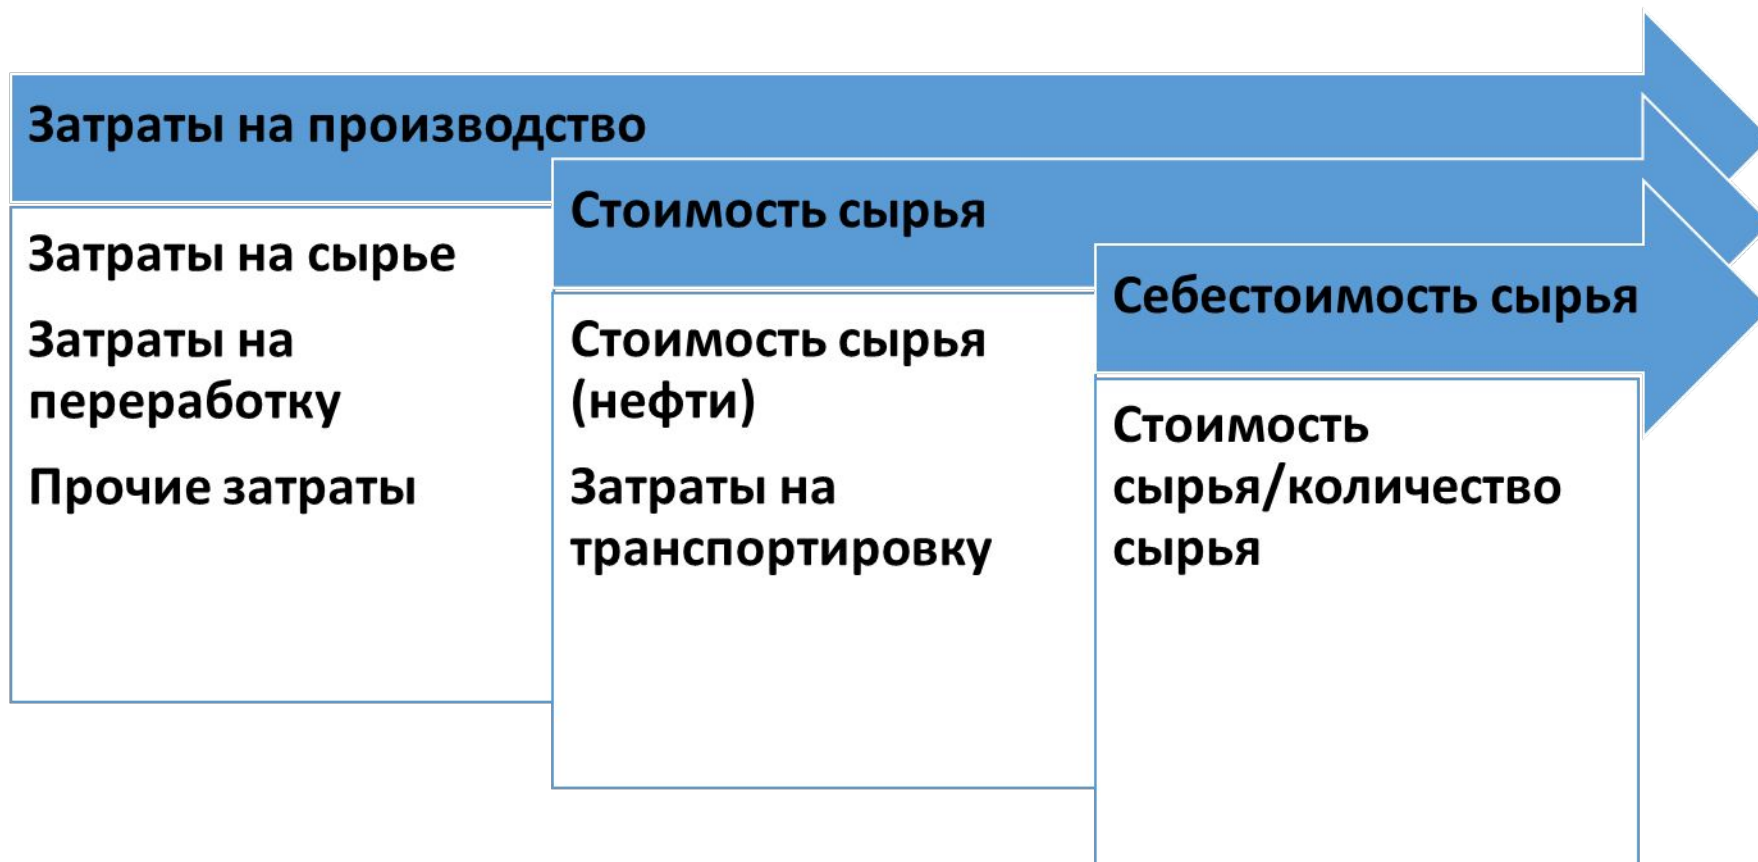 Затраты на производство
Затраты на сырье
Затраты на
переработку
Прочие затраты
Стоимость сырья
Стоимость сырья
(нефти)
Затраты на
транспортировку
Себестоимость сырья
Стоимость
сырья/количество
сырья